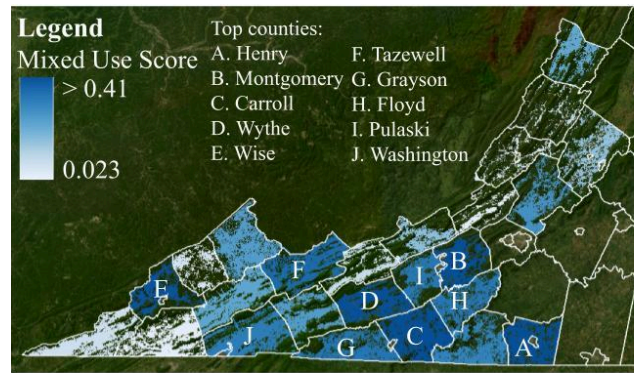 Legend
Mixed Use Score
> 0.41
0.023
Top counties:
A. Henry
B. Montgomery
C. Carroll
D. Wythe
E. Wise
F. Tazewell
G. Grayson
H. Floyd
I. Pulaski
J. Washington
E
F
J
D
G
I
C
B
H
A